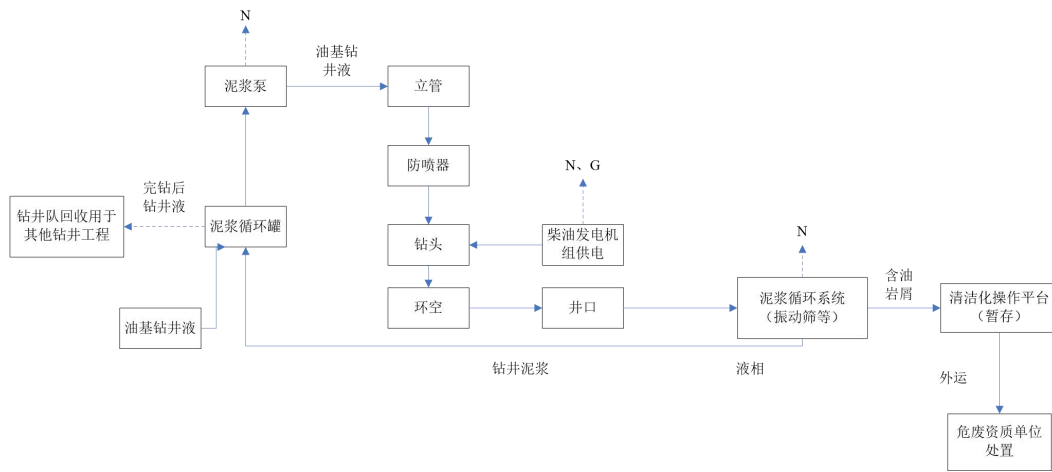 N
油基钻
井液
泥浆泵
立管
防喷器
N、G
完钻后
钻井液
钻井队回收用于
其他钻井工程
泥浆循环罐
钻头
柴油发电机
组供电
N
含油
岩屑
环空
井口
泥浆循环系统
（振动筛等）
清洁化操作平台
（暂存）
油基钻井液
钻井泥浆
液相
外运
危废资质单位
处置